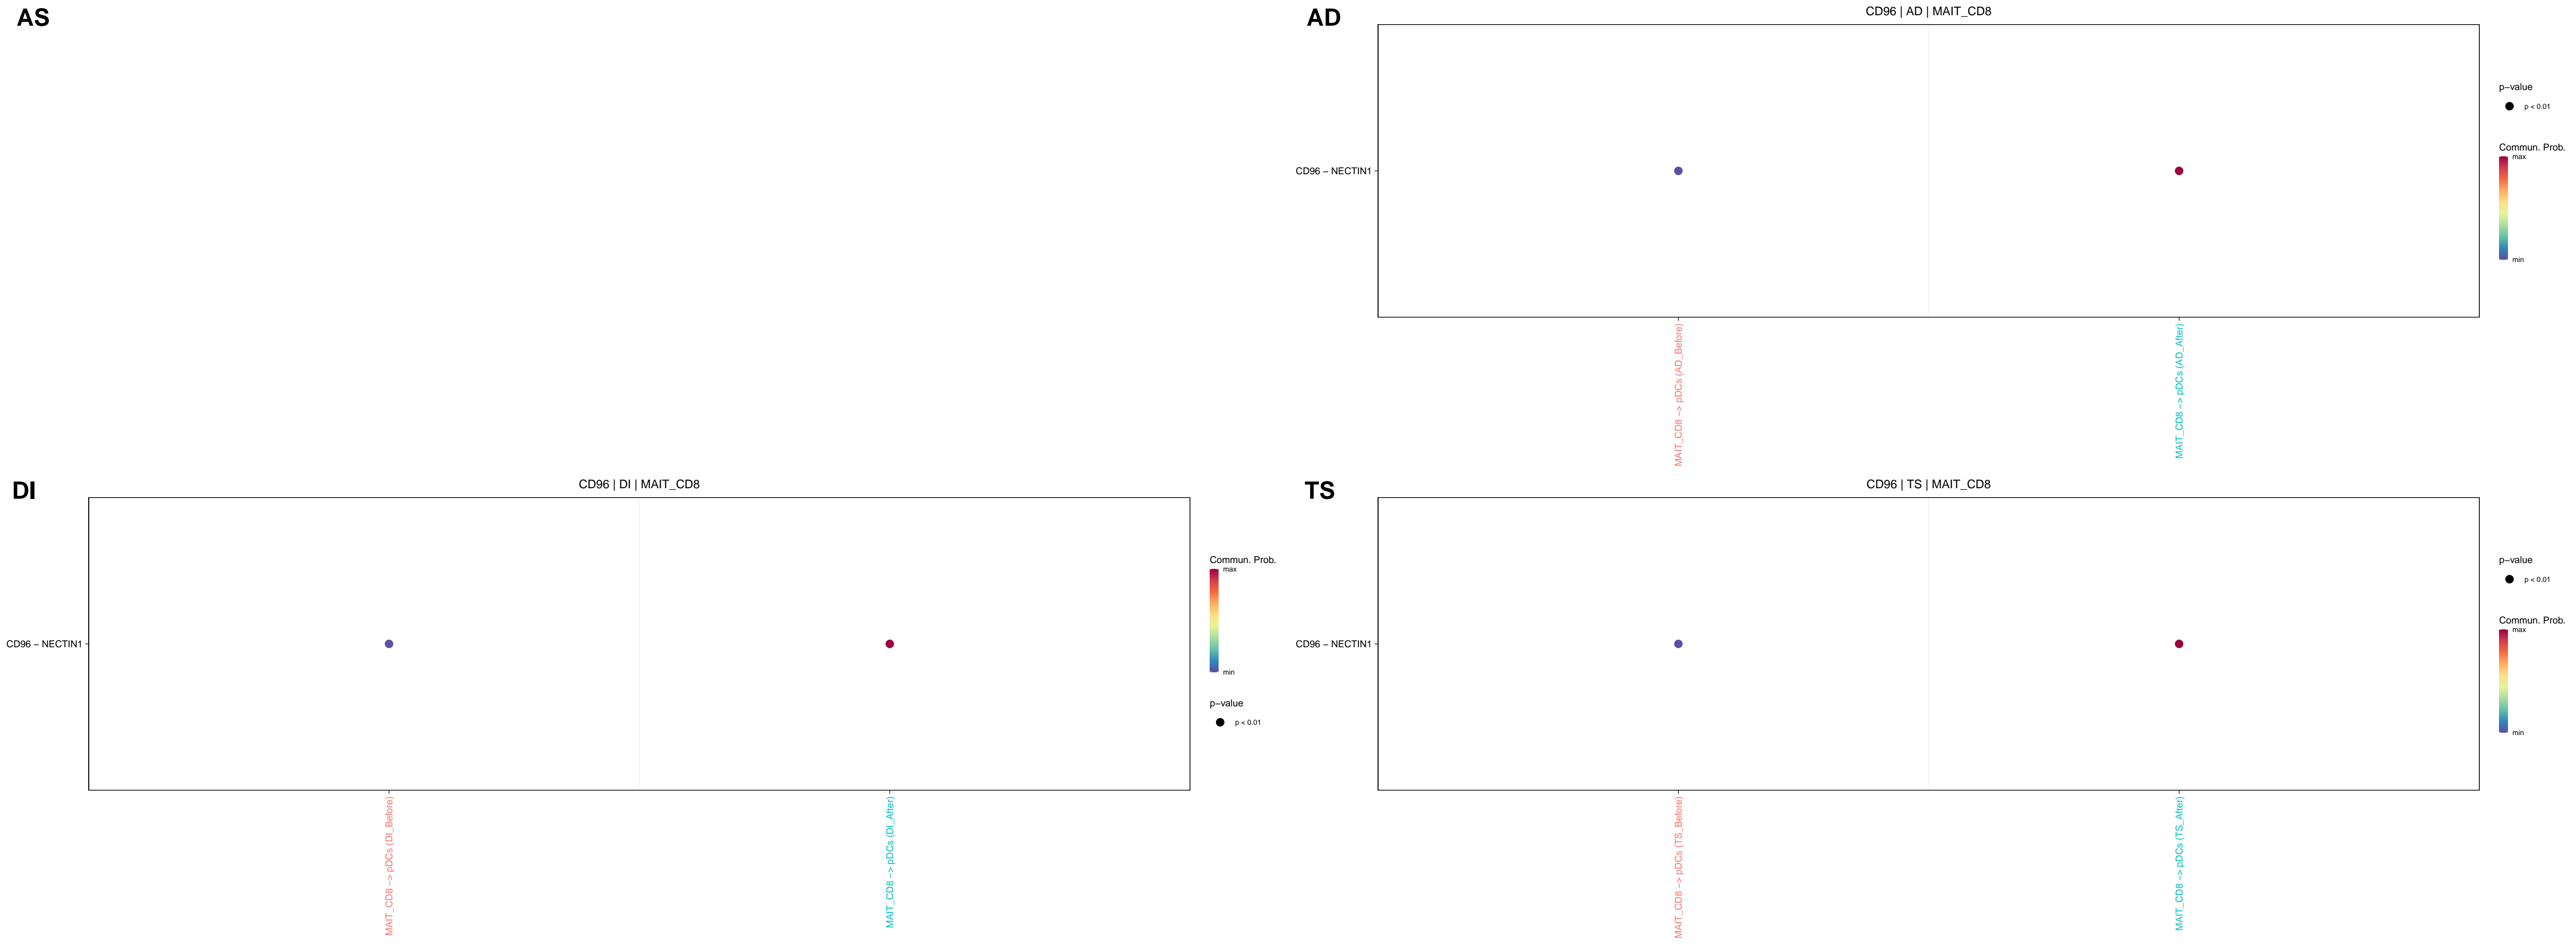 AS
AD
CD96 | AD | MAIT_CD8
CD96 − NECTIN1
MAIT_CD8 −> pDCs (AD_Before)
MAIT_CD8 −> pDCs (AD_After)
p−value
p < 0.01
Commun. Prob.
max
min
DI
CD96 | DI | MAIT_CD8
CD96 − NECTIN1
MAIT_CD8 −> pDCs (DI_Before)
MAIT_CD8 −> pDCs (DI_After)
Commun. Prob.
max
min
p−value
p < 0.01
TS
CD96 | TS | MAIT_CD8
CD96 − NECTIN1
MAIT_CD8 −> pDCs (TS_Before)
MAIT_CD8 −> pDCs (TS_After)
p−value
p < 0.01
Commun. Prob.
max
min